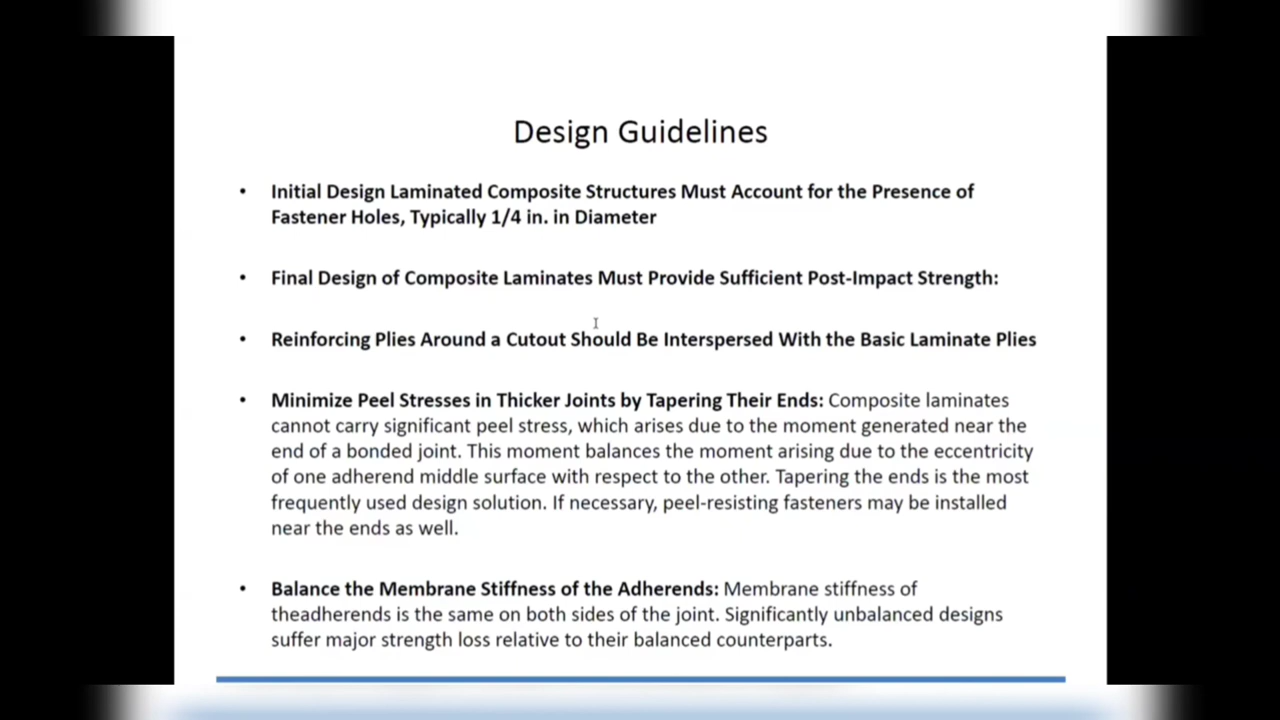 Design Guidelines
• Initial Design Laminated Composite Structures Must Account for the Presence of
Fastener Holes, Typically 1/4 in. in Diameter
• Final Design of Composite Laminates Must Provide Sufficient Post-Impact Strength:
• Reinforcing Plies Around a Cutout Should Be Interspersed With the Basic Laminate Plies
• Minimize Peel Stresses in Thicker Joints by Tapering Their Ends: Composite laminates
cannot carry significant peel stress, which arises due to the moment generated near the
end of a bonded joint. This moment balances the moment arising due to the eccentricity
of one adherend middle surface with respect to the other. Tapering the ends is the most
frequently used design solution. If necessary, peel-resisting fasteners may be installed
near the ends as well.
• Balance the Membrane Stiffness of the Adherends: Membrane stiffness of
theadherends is the same on both sides of the joint. Significantly unbalanced designs
suffer major strength loss relative to their balanced counterparts.